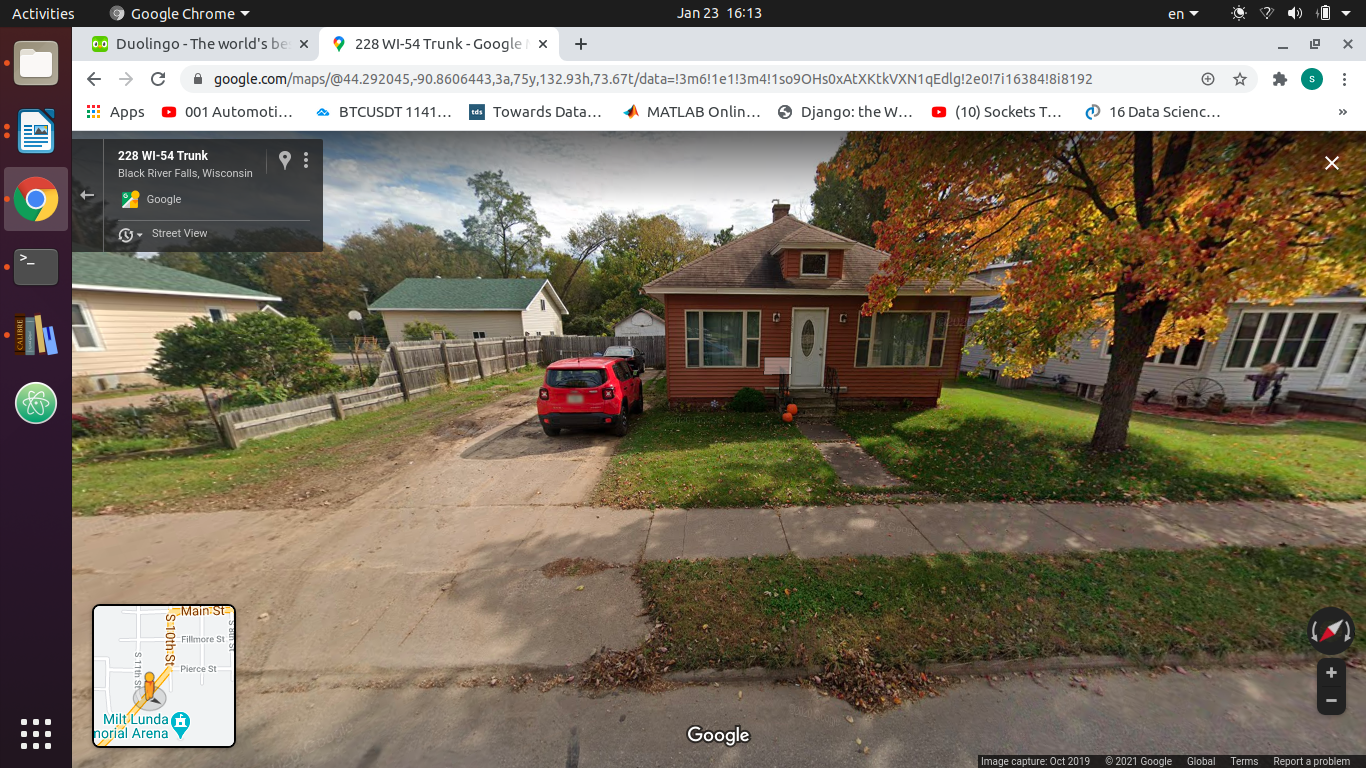 Activities
Google Chrome
Jan 23 16:13
en
Duolingo - The world's be
228 WI-54 Trunk - Google
google.com/maps/@44.292045,-90.8606443,3a,75y,132.93h,73.67t/data=!3m6!1e1!3m4!1so9OHs0xAtXKtkVXN1qEdlg!2e0!7i16384!8i8192
S
Apps
001 Automoti...
BTCUSDT 1141...
tds
Towards Data...
MATLAB Onlin...
Django: the W...
(10) Sockets T...
16 Data Scienc...
»
228 WI-54 Trunk
Black River Falls, Wisconsin
Google
Street View
>_
CALIBRE
Main St
S 10th St
S 8th St
Fillmore St
S 11th St
Pierce St
Milt Lunda
norial Arena
Google
Image capture: Oct 2019 © 2021 Google Global Terms Report a problem